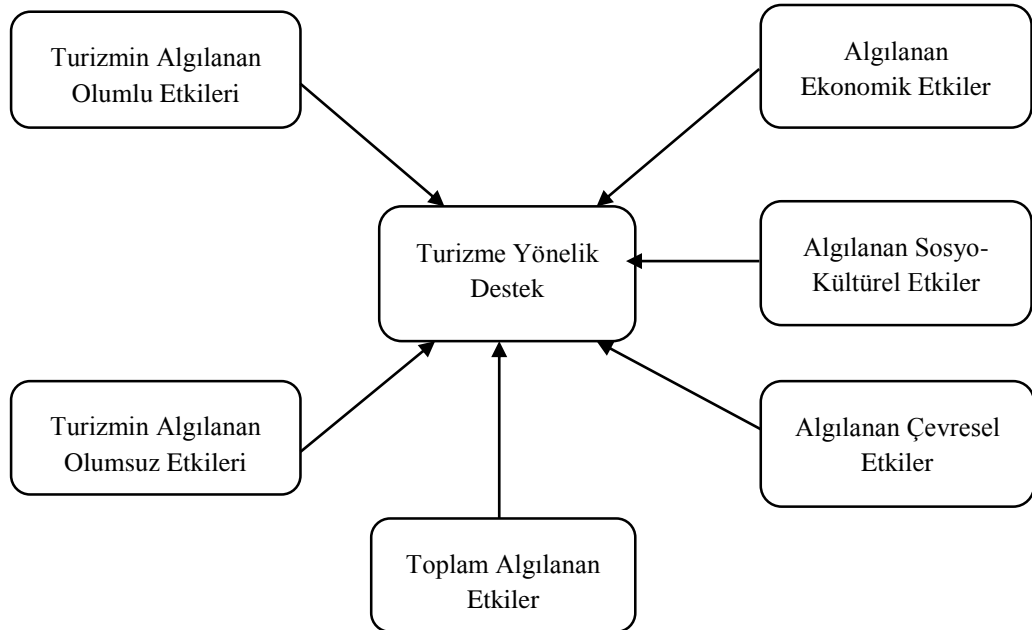 Turizmin Algılanan
Olumlu Etkileri
Algılanan
Ekonomik Etkiler
Turizme Yönelik
Destek
Algılanan Sosyo-
Kültürel Etkiler
Turizmin Algılanan
Olumsuz Etkileri
Algılanan Çevresel
Etkiler
Toplam Algılanan
Etkiler